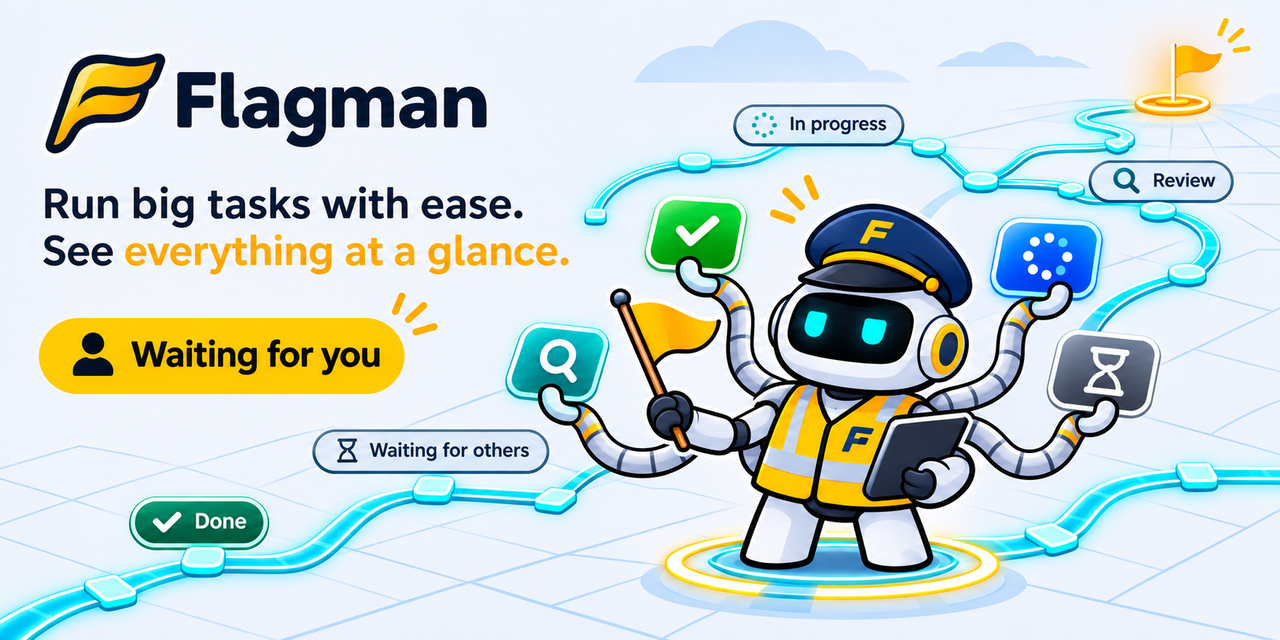 Flagman
Run big tasks with ease.
See everything at a glance.
Waiting for you
In progress
Review
Waiting for others
Done
F
F